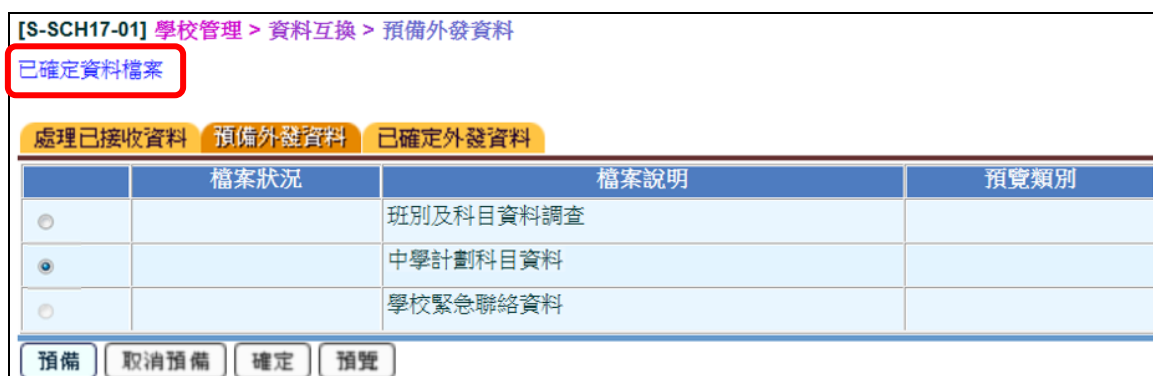 [S-SCH17-01] 學校管理 > 資料互換 > 預備外發資料
已確定資料檔案
處理已接收資料 預備外發資料 已確定外發資料
檔案狀況 檔案說明 預覽類別
班別及科目資料調查
中學計劃科目資料
學校緊急聯絡資料
預備 取消預備 確定 預覽